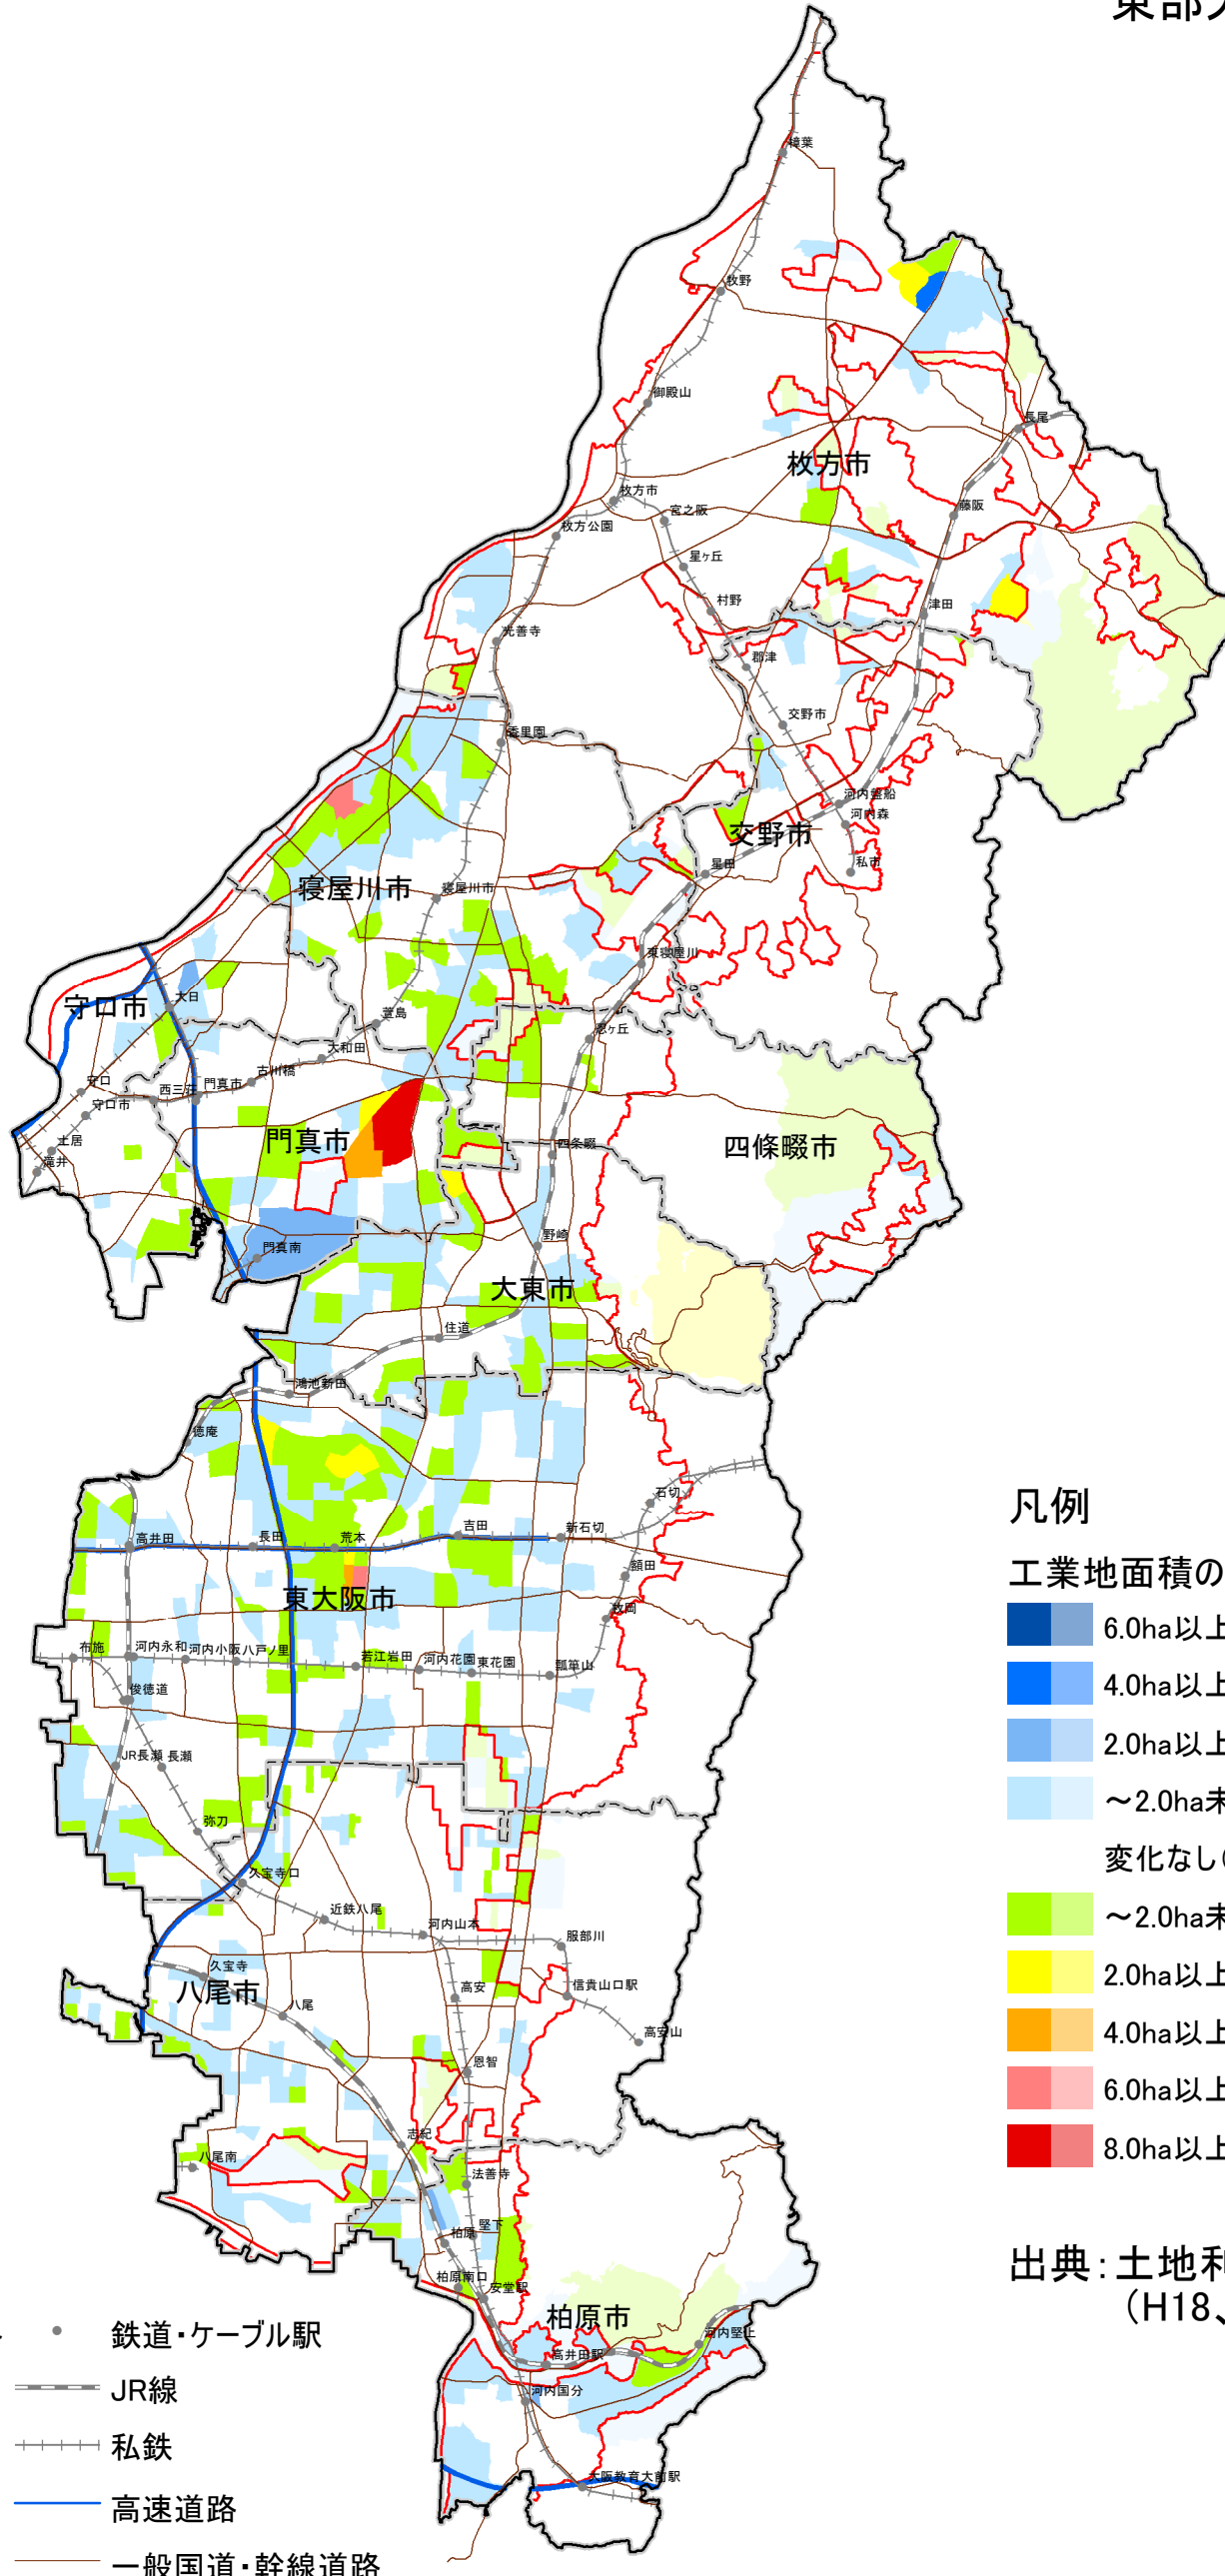 東部
樟葉
牧野
御殿山
長尾
枚方市
枚方市
藤阪
宮之阪
枚方公園
星ヶ丘
村野
津田
光善寺
郡津
交野市
香里園
河内磐船
河内森
交野市
星田
私市
寝屋川市
寝屋川市
東寝屋川
大日
守口市
萱島
忍ヶ丘
大和田
古川橋
門真市
西三荘
守口
守口市
土居
滝井
門真市
四条畷
四條畷市
野崎
門真南
大東市
住道
鴻池新田
徳庵
石切
吉田
新石切
高井田
長田
荒本
額田
東大阪市
枚岡
布施
河内永和
河内小阪
八戸ノ里
若江岩田
河内花園
東花園
瓢箪山
俊徳道
JR長瀬
長瀬
弥刀
久宝寺口
近鉄八尾
河内山本
服部川
久宝寺
八尾市
高安
信貴山口駅
八尾
高安山
恩智
志紀
八尾南
法善寺
柏原
堅下
柏原南口
安堂駅
柏原市
高井田駅
河内堅上
河内国分
大阪教育大前駅
凡例
工業地面積の
6.0ha以上
4.0ha以上
2.0ha以上
～2.0ha未
変化なし(
～2.0ha未
2.0ha以上
4.0ha以上
6.0ha以上
8.0ha以上
出典：土地利
（H18、
鉄道・ケーブル駅
JR線
私鉄
高速道路
一般国道・幹線道路